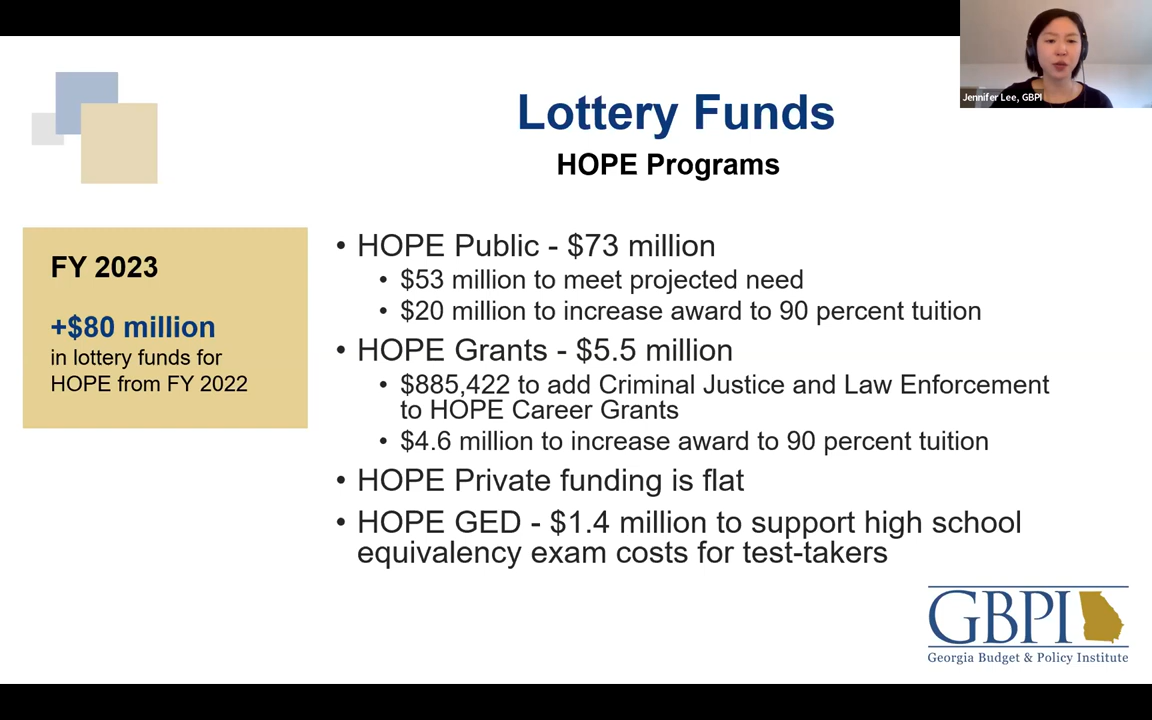 Jennifer Lee, GBPI
Lottery Funds
HOPE Programs
FY 2023
+$80 million
in lottery funds for
HOPE from FY 2022
• HOPE Public - $73 million
• $53 million to meet projected need
• $20 million to increase award to 90 percent tuition
• HOPE Grants - $5.5 million
• $885,422 to add Criminal Justice and Law Enforcement
to HOPE Career Grants
• $4.6 million to increase award to 90 percent tuition
• HOPE Private funding is flat
• HOPE GED - $1.4 million to support high school
equivalency exam costs for test-takers
GBPI
Georgia Budget & Policy Institute